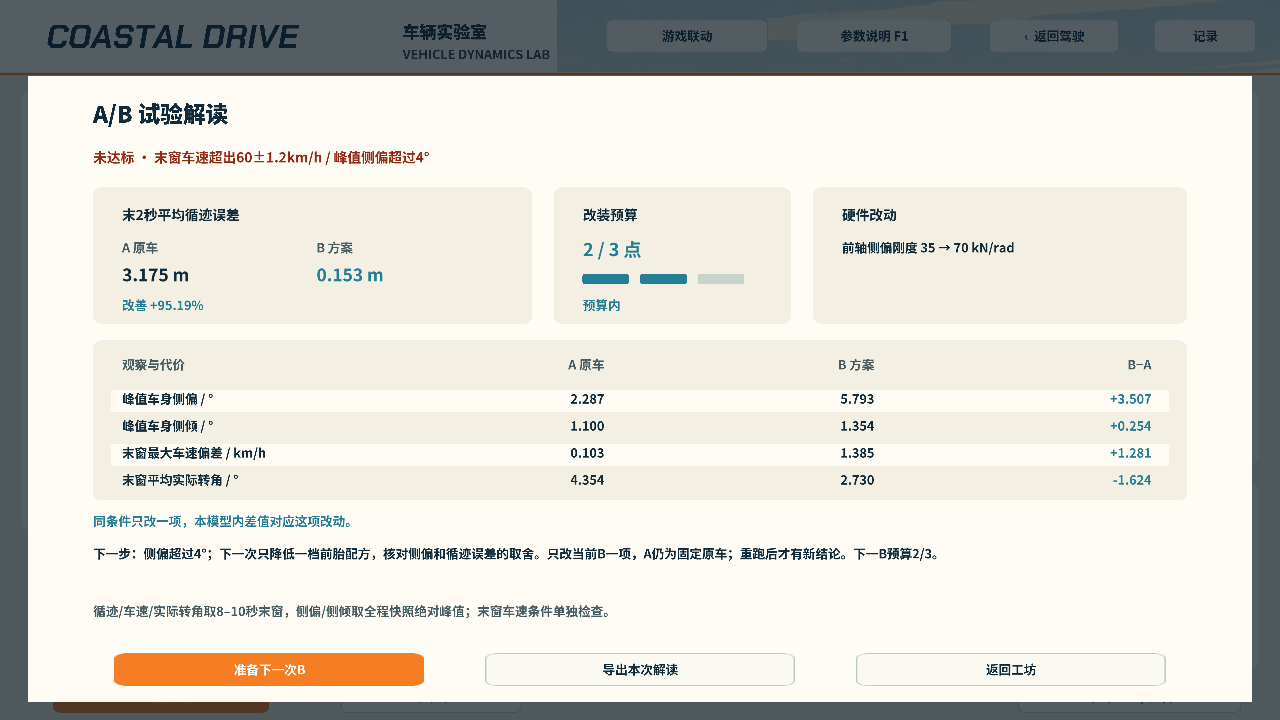 COASTAL DRIVE
车辆实验室
VEHICLE DYNAMICS LAB
游戏联动
参数说明 F1
‹ 返回驾驶
记录
A/B 试验解读
未达标 · 末窗车速超出60±1.2km/h / 峰值侧偏超过4°
末2秒平均循迹误差
A 原车
B 方案
3.175 m
0.153 m
改善 +95.19%
改装预算
2 / 3 点
预算内
硬件改动
前轴侧偏刚度 35 → 70 kN/rad
观察与代价 A 原车 B 方案 B−A
峰值车身侧偏 / ° 2.287 5.793 +3.507
峰值车身侧倾 / ° 1.100 1.354 +0.254
末窗最大车速偏差 / km/h 0.103 1.385 +1.281
末窗平均实际转角 / ° 4.354 2.730 -1.624
同条件只改一项，本模型内差值对应这项改动。
下一步：侧偏超过4°；下一次只降低一档前胎配方，核对侧偏和循迹误差的取舍。只改当前B一项，A仍为固定原车；重跑后才有新结论。下一B预算2/3。
循迹/车速/实际转角取8–10秒末窗，侧偏/侧倾取全程快照绝对峰值；末窗车速条件单独检查。
准备下一次B
导出本次解读
返回工坊